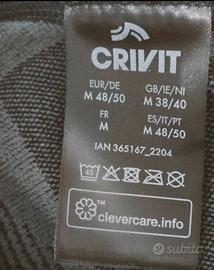 CRIVIT
EUR/DE GB/IE/NI
M 48/50 M 38/40
FR ES/IT/PT
M M 48/50
IAN 365167_2204
40
TM
clevercare.info
subito